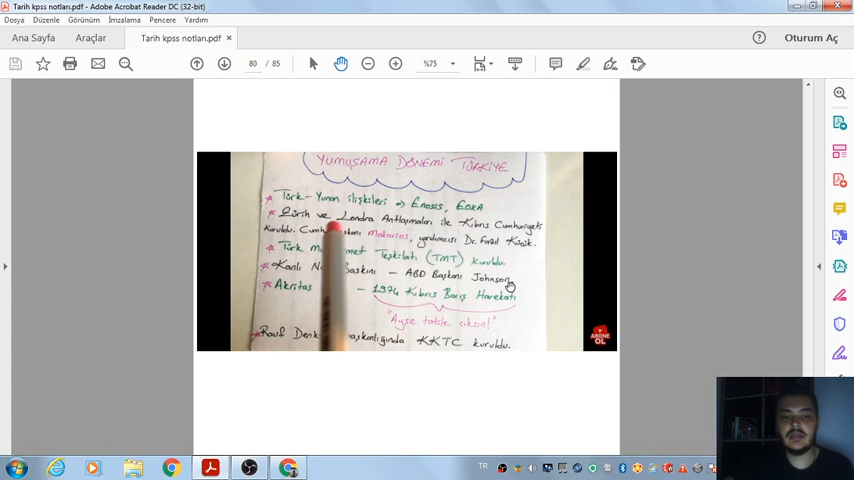 Tarih kpss notları.pdf - Adobe Acrobat Reader DC (32-bit)
Dosya Düzenle Görünüm İmzalama Pencere Yardım
Ana Sayfa Araçlar Tarih kpss notları.pdf × Oturum Aç
80 / 85 %75
YUMUŞAMA DÖNEMİ TÜRKİYE
* Türk - Yunan ilişkileri → Enosis, EOKA
* Zürih ve Londra Antlaşmaları ile Kıbrıs Cumhuriyeti
kuruldu. Makarios, yardımcısı Dr. Fazıl Küçük.
* Türk Teşkilatı (TMT) kuruldu.
* Kanlı Baskını - ABD Başkanı Johnson
* Akritas - 1974 Kıbrıs Barış Harekatı
"Ayşe tatile çıksın!"
* Rauf KKTC kuruldu.
ABONE
OL
TR